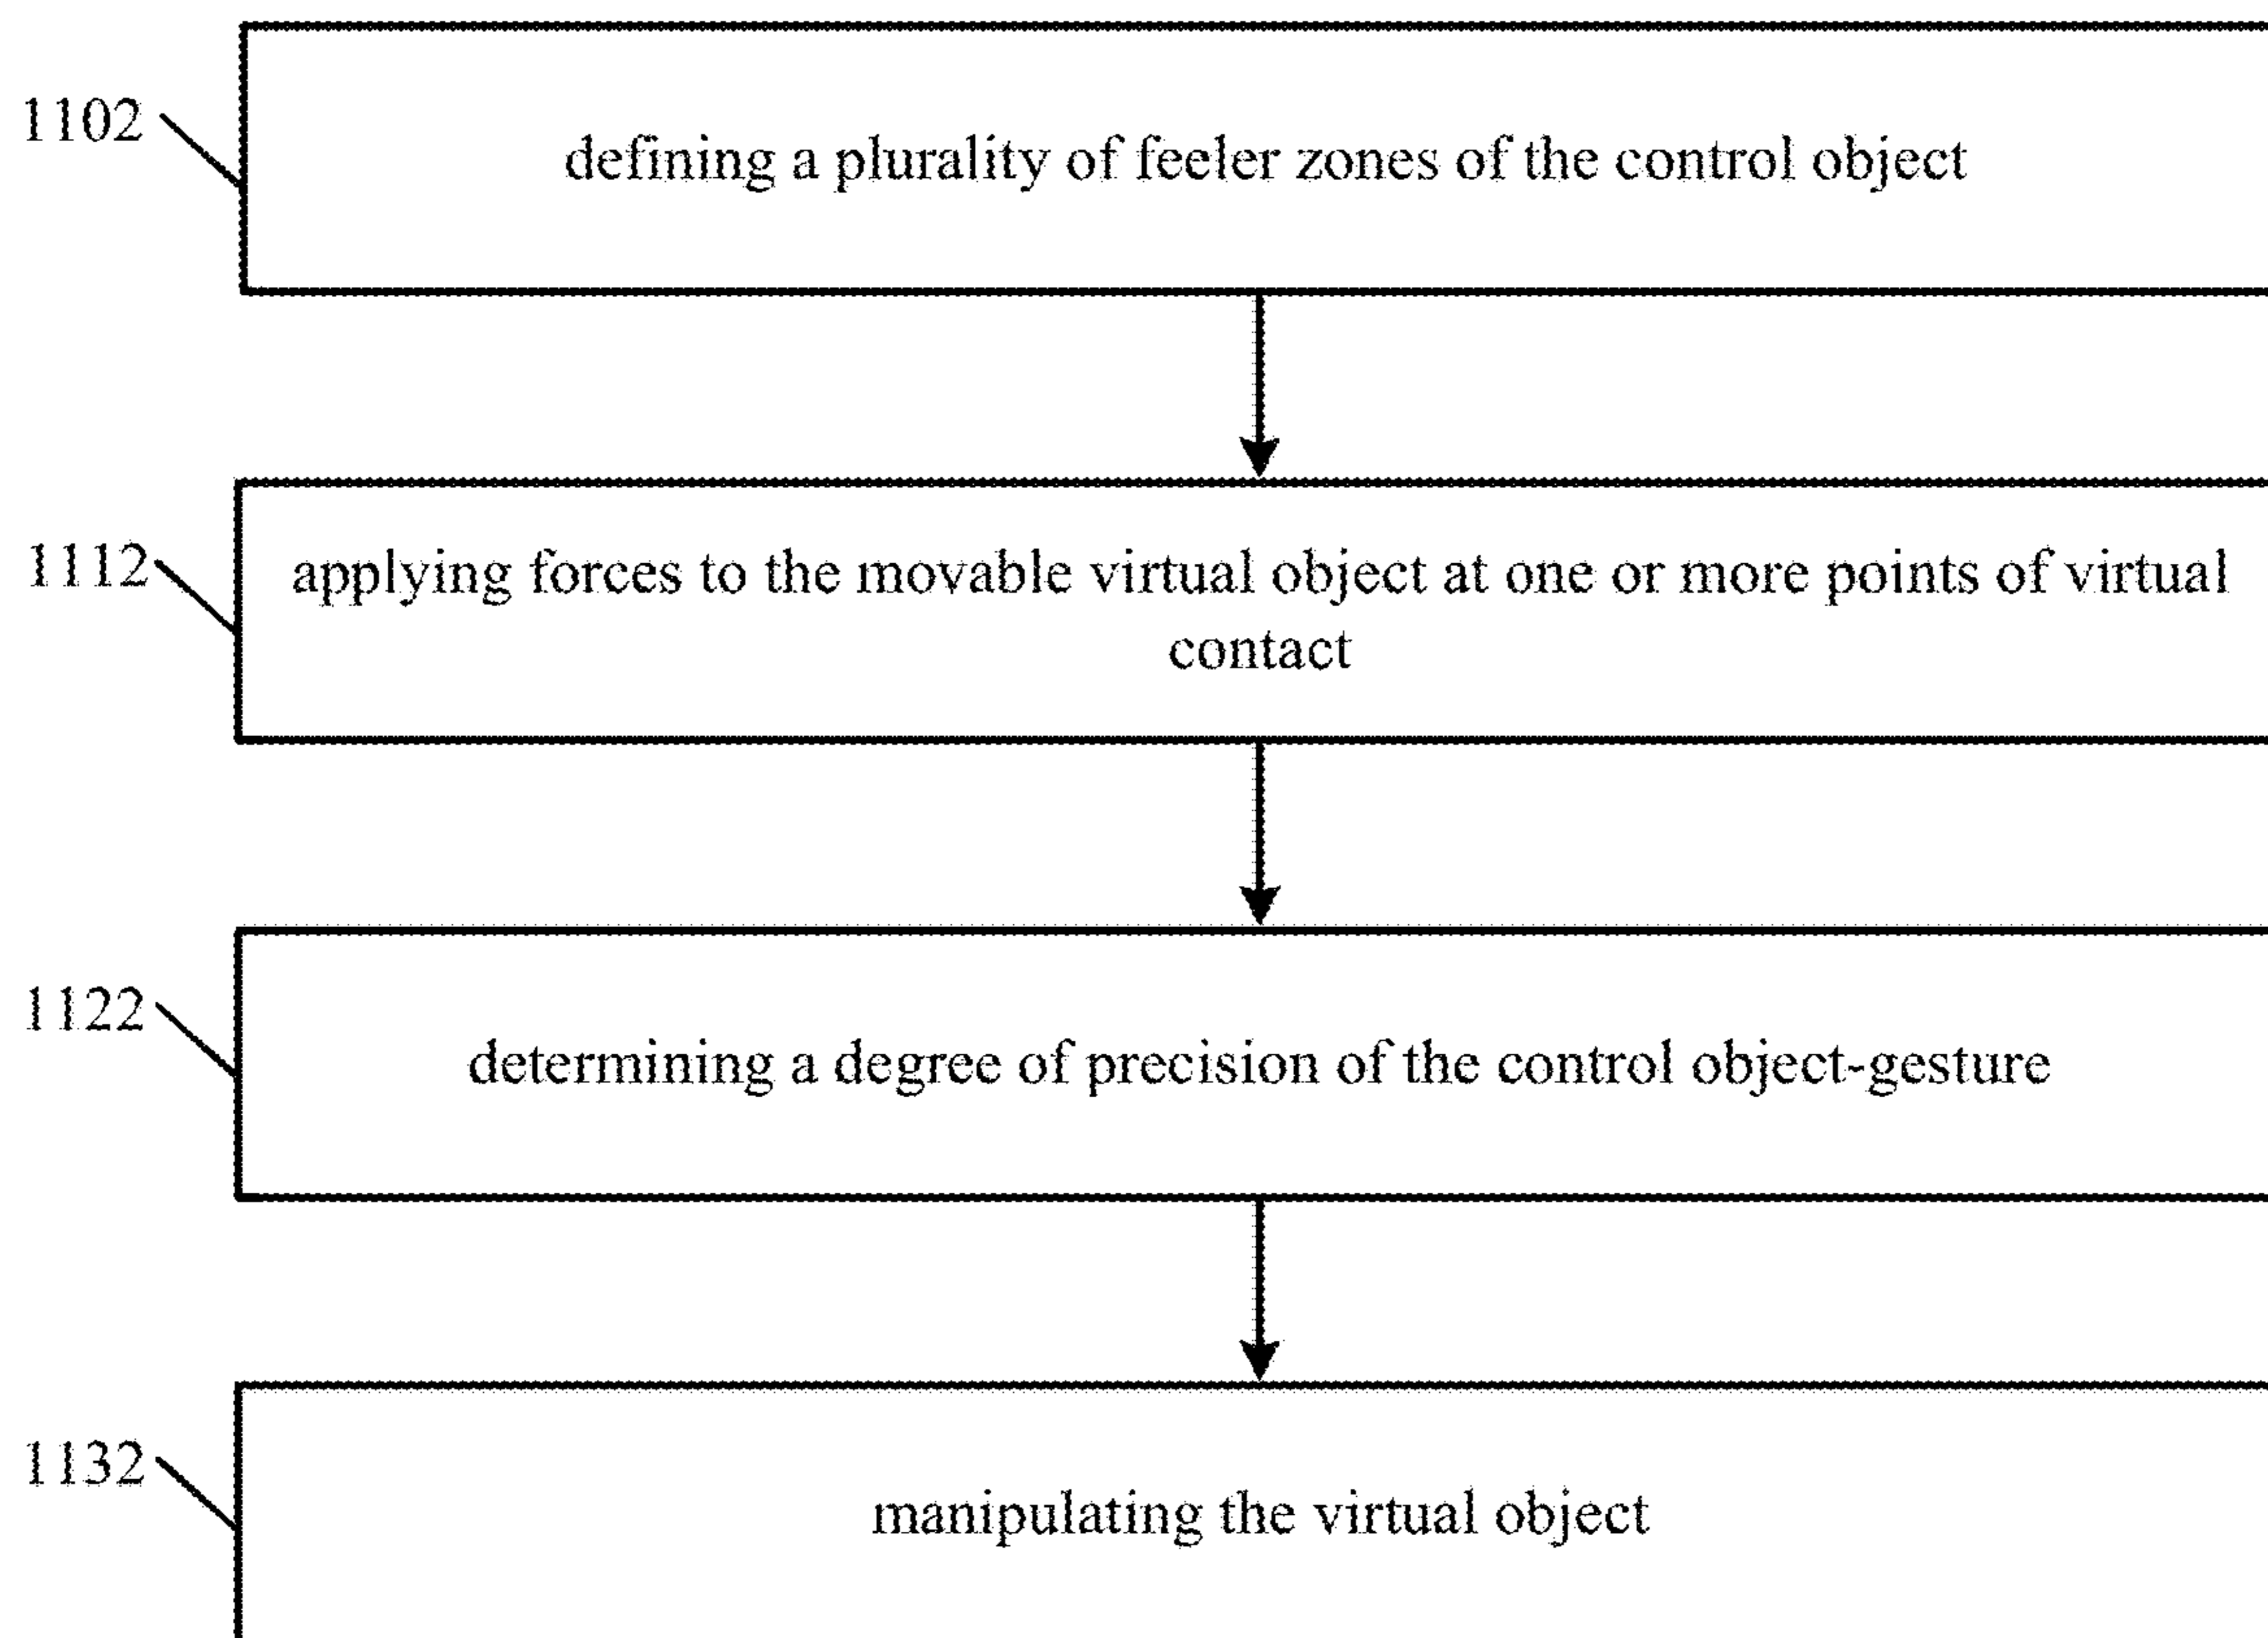 1102
defining a plurality of feeler zones of the control object
1112
applying forces to the movable virtual object at one or more points of virtual
contact
1122
determining a degree of precision of the control object-gesture
1132
manipulating the virtual object